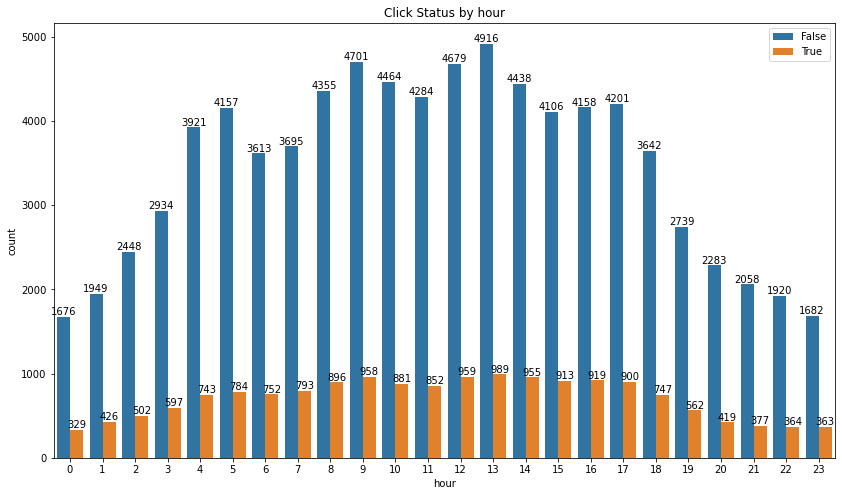 Click Status by hour
False
True
5000
4000
3000
2000
1000
0
count
1676 1949 2448 2934 3921 4157 3613 3695 4355 4701 4464 4284 4679 4916 4438 4106 4158 4201 3642 2739 2283 2058 1920 1682
329 426 502 597 743 784 752 793 896 958 881 852 959 989 955 913 919 900 747 562 419 377 364 363
0 1 2 3 4 5 6 7 8 9 10 11 12 13 14 15 16 17 18 19 20 21 22 23
hour